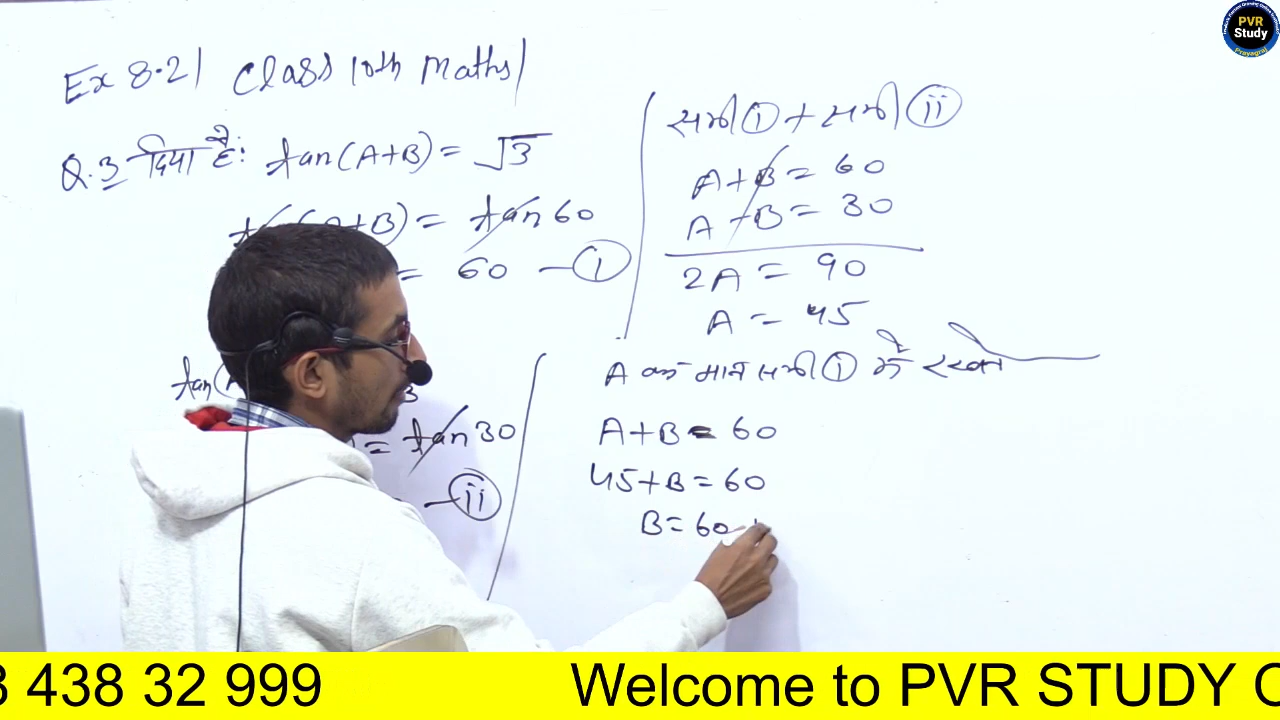 Ex 8.2 | Class 10th Maths |
Q.3 दिया है: tan(A+B) = √3
(A+B) = tan 60
= 60 — (i)
tan(A
= tan 30
— (ii)
समी (i) + समी (ii)
A+B = 60
A-B = 30
2A = 90
A = 45
A का मान समी (i) में रखने
A+B = 60
45+B = 60
B = 60
PVR
Study
Prayagraj
3 438 32 999 Welcome to PVR STUDY C